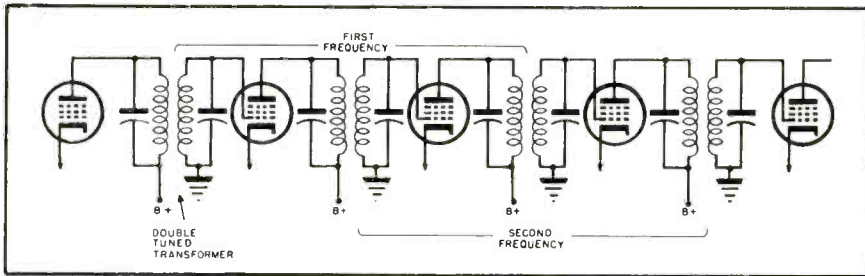 FIRST
FREQUENCY
B+
B+
B+
B+
DOUBLE
TUNED
TRANSFORMER
SECOND
FREQUENCY